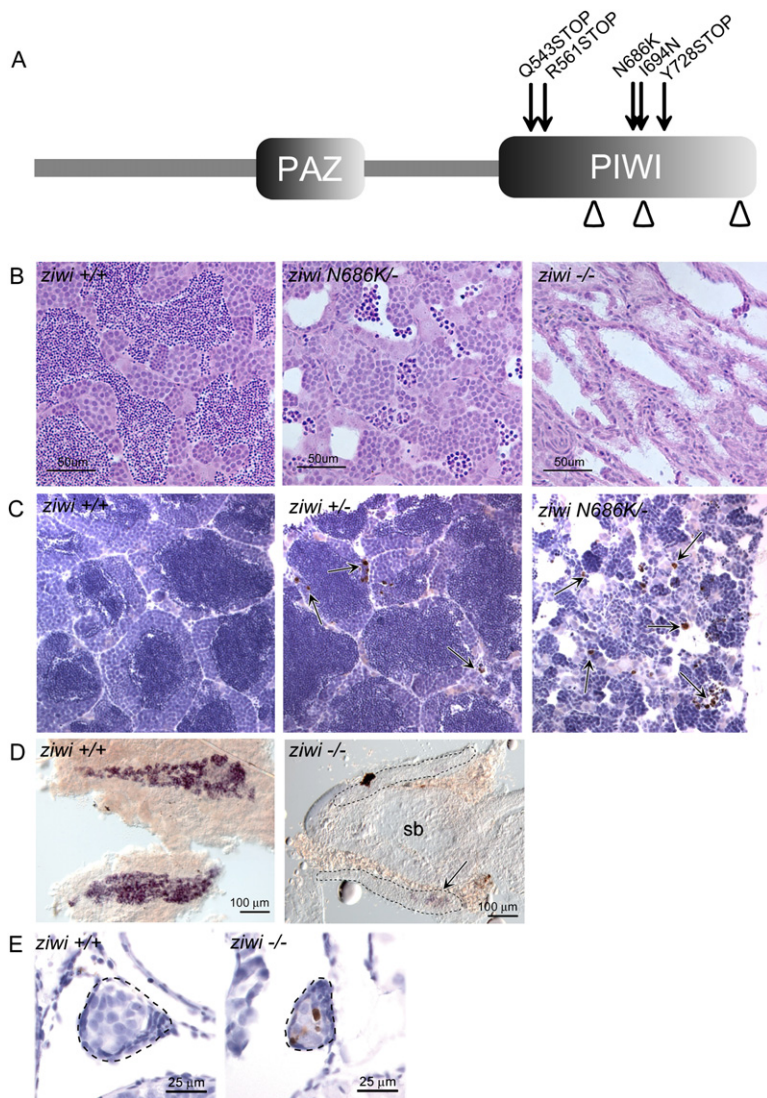 A
Q543STOP
R561STOP
N686K
I694N
Y728STOP
PAZ
PIWI
B
ziwi +/+
50um
ziwi N686K/-
50um
ziwi -/-
50um
C
ziwi +/+
ziwi +/-
ziwi N686K/-
D
ziwi +/+
100 µm
ziwi -/-
sb
100 µm
E
ziwi +/+
25 µm
ziwi -/-
25 µm